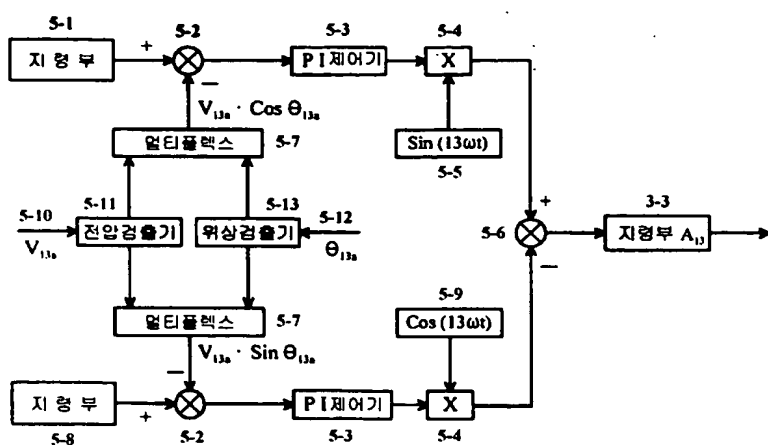 5-1
지 령 부
+
5-2
−
5-3
P I 제어기
5-4
X
V₁₃ₐ · Cos Θ₁₃ₐ
멀티플렉스
5-7
Sin (13ωt)
5-5
5-10
V₁₃ₐ
5-11
전압검출기
5-13
위상검출기
5-12
Θ₁₃ₐ
+
5-6
−
3-3
지령부 A₁₃
멀티플렉스
5-7
5-9
Cos (13ωt)
−
V₁₃ₐ · Sin Θ₁₃ₐ
지 령 부
5-8
+
5-2
P I 제어기
5-3
X
5-4